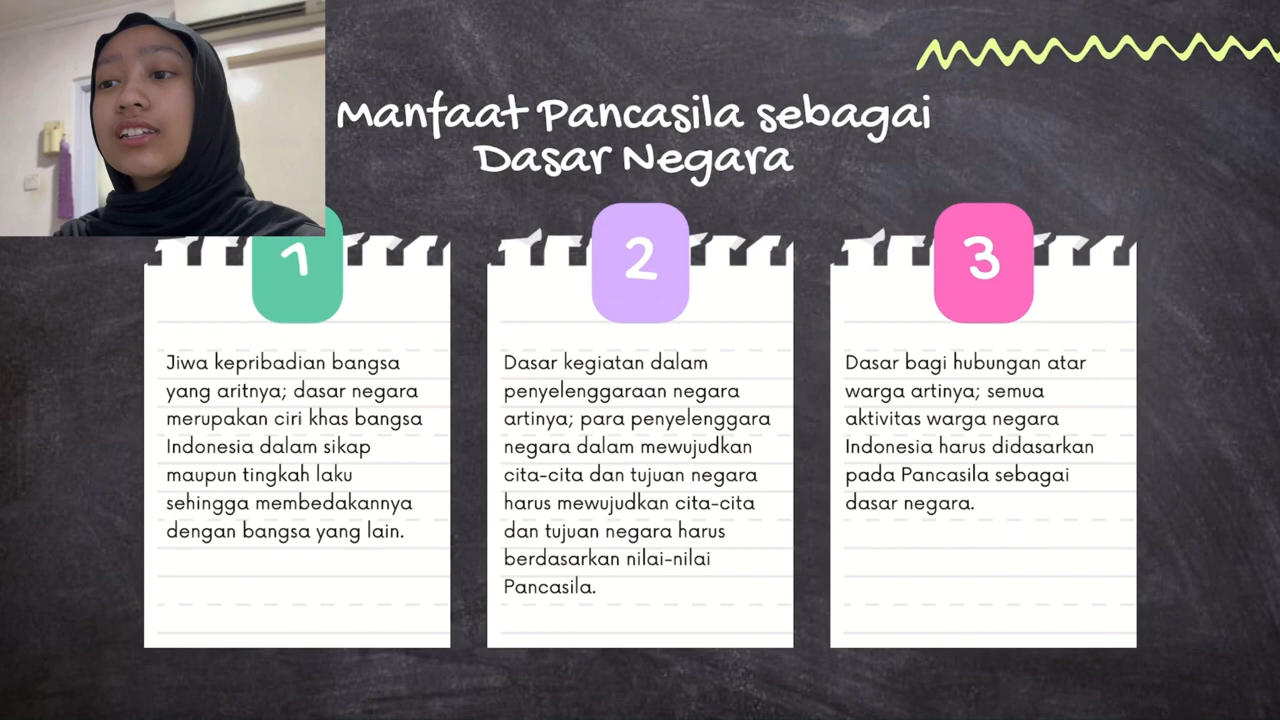 Manfaat Pancasila sebagai
Dasar Negara
1
Jiwa kepribadian bangsa
yang aritnya; dasar negara
merupakan ciri khas bangsa
Indonesia dalam sikap
maupun tingkah laku
sehingga membedakannya
dengan bangsa yang lain.
2
Dasar kegiatan dalam
penyelenggaraan negara
artinya; para penyelenggara
negara dalam mewujudkan
cita-cita dan tujuan negara
harus mewujudkan cita-cita
dan tujuan negara harus
berdasarkan nilai-nilai
Pancasila.
3
Dasar bagi hubungan atar
warga artinya; semua
aktivitas warga negara
Indonesia harus didasarkan
pada Pancasila sebagai
dasar negara.